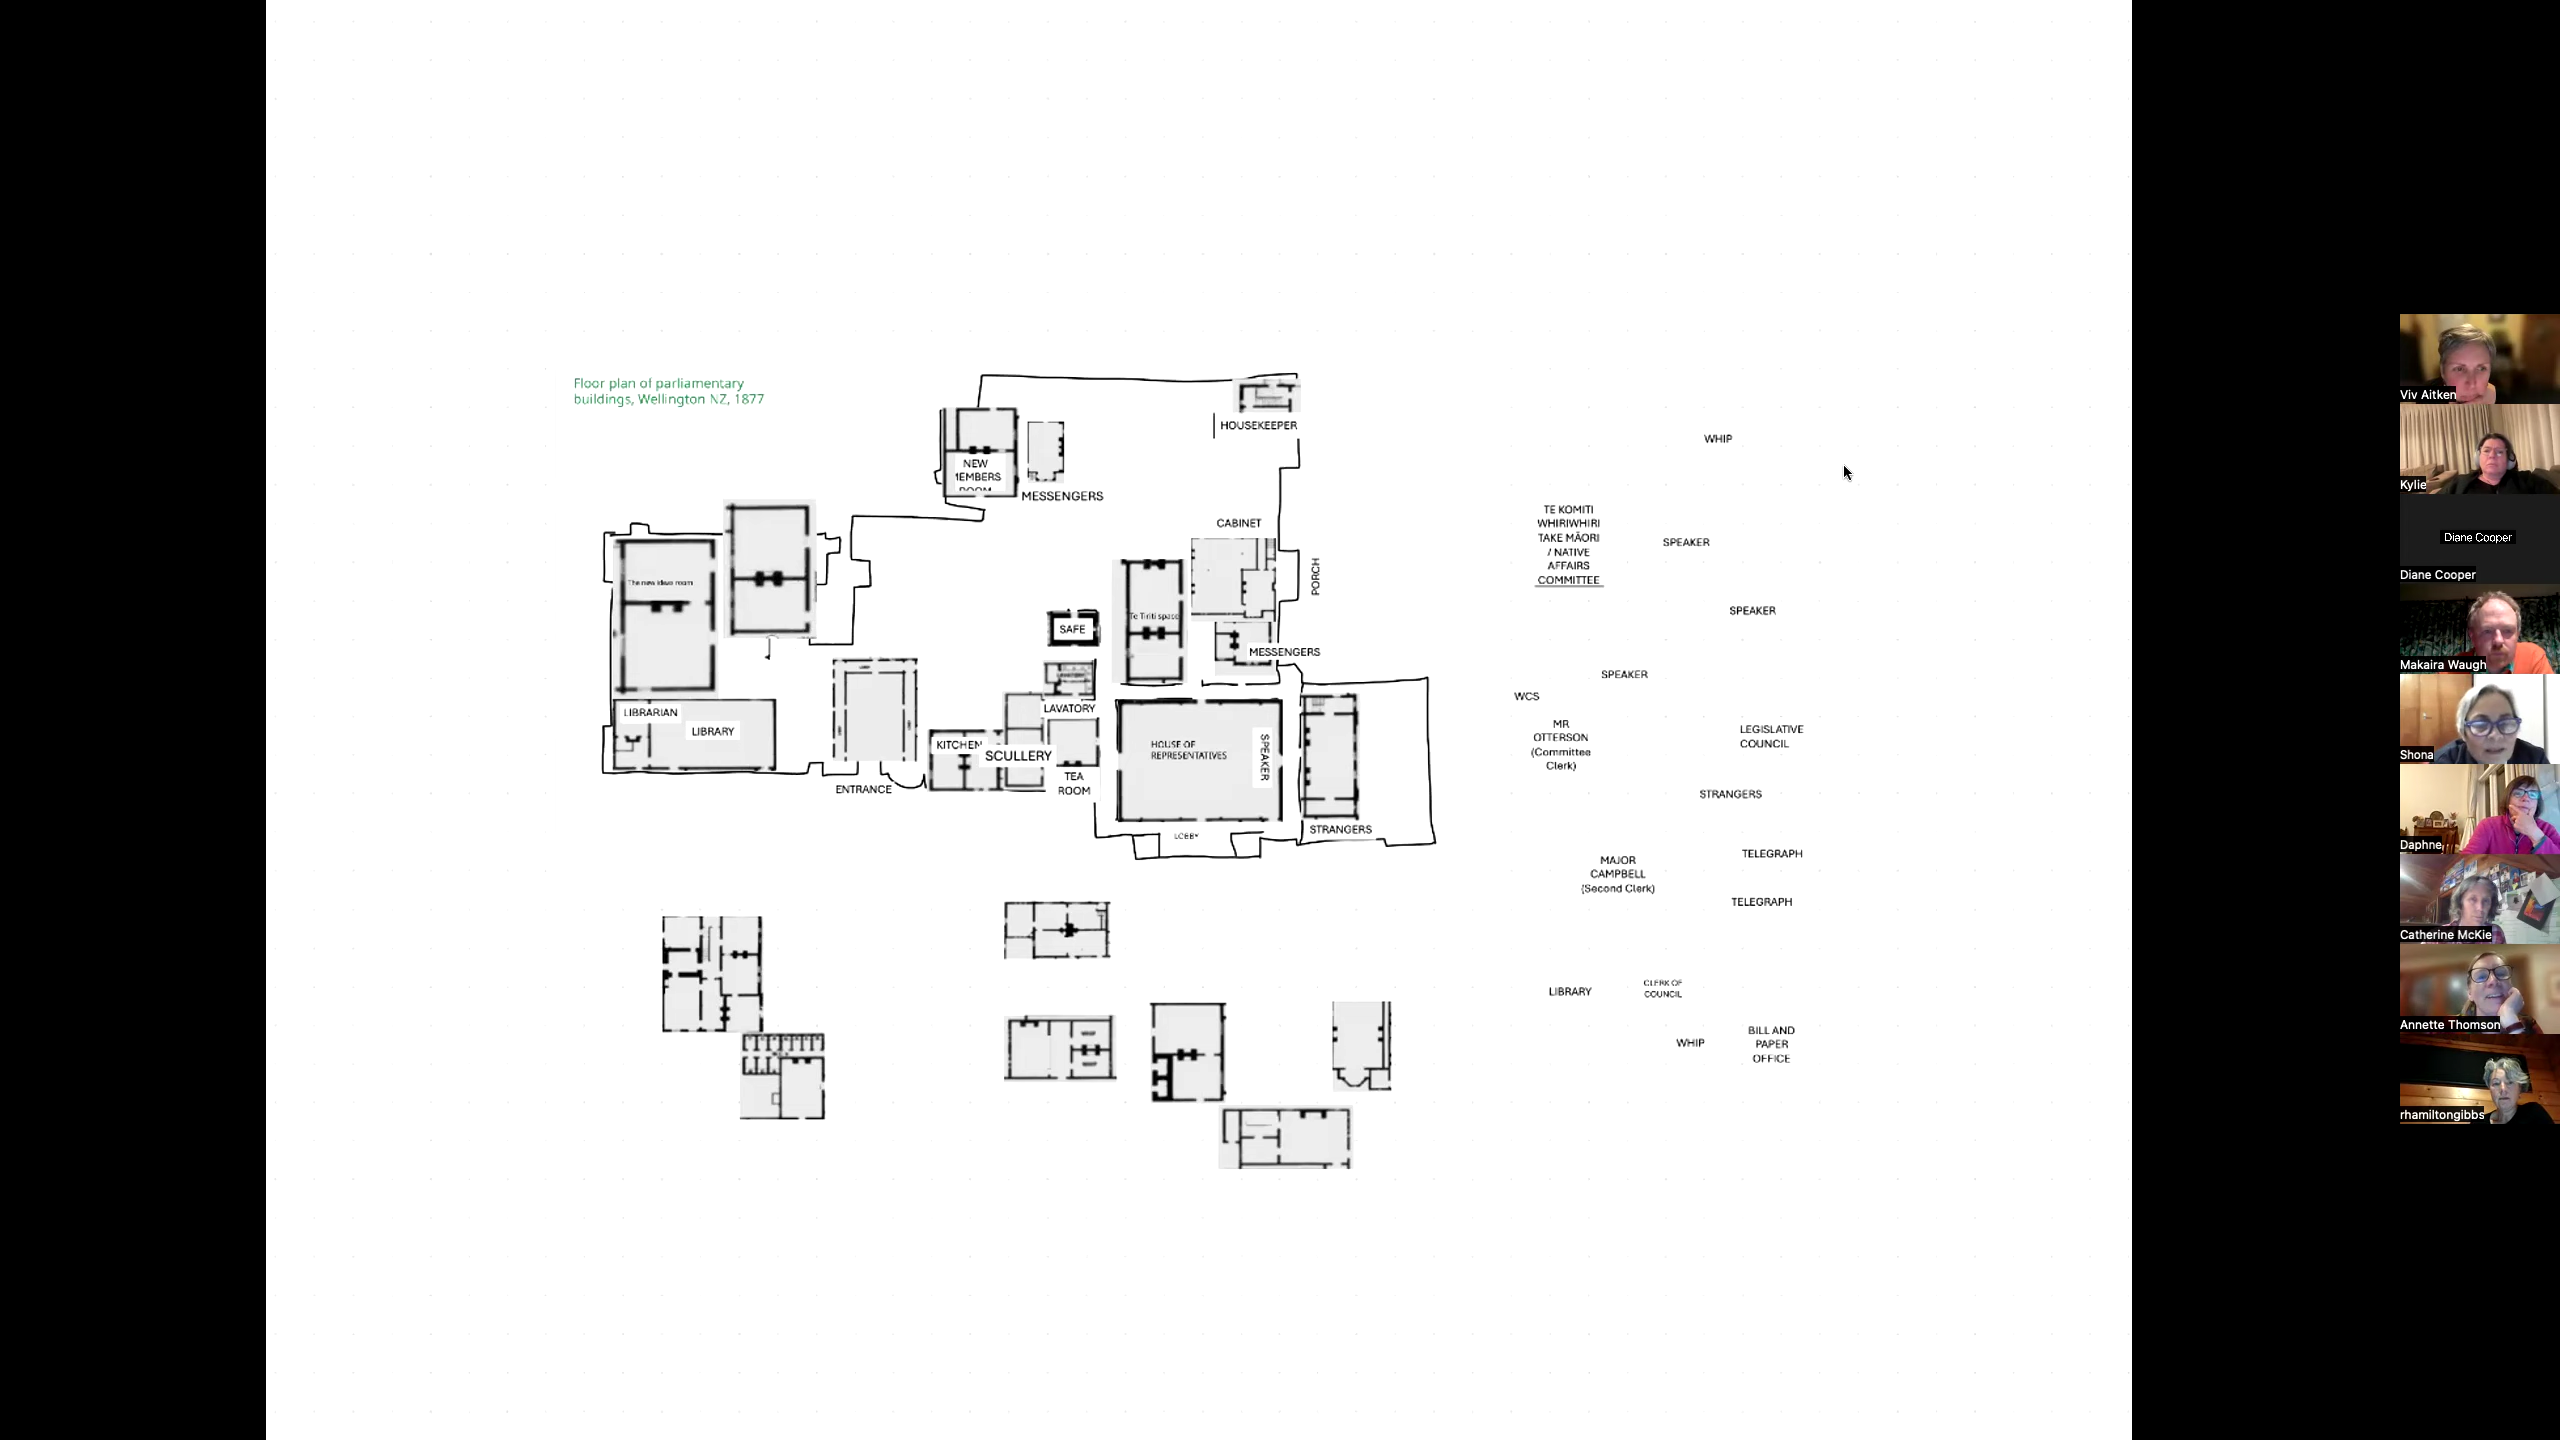 Floor plan of parliamentary
buildings, Wellington NZ, 1877
HOUSEKEEPER
NEW
MEMBERS
ROOM
MESSENGERS
CABINET
PORCH
The new ideas room
SAFE
Te Tiriti space
MESSENGERS
LAVATORY
LIBRARIAN
LIBRARY
KITCHEN
SCULLERY
TEA
ROOM
HOUSE OF
REPRESENTATIVES
SPEAKER
ENTRANCE
LOBBY
STRANGERS
WHIP
TE KOMITI
WHIRIWHIRI
TAKE MĀORI
/ NATIVE
AFFAIRS
COMMITTEE
SPEAKER
SPEAKER
SPEAKER
WCS
MR
OTTERSON
(Committee
Clerk)
LEGISLATIVE
COUNCIL
STRANGERS
MAJOR
CAMPBELL
(Second Clerk)
TELEGRAPH
TELEGRAPH
LIBRARY
CLERK OF
COUNCIL
WHIP
BILL AND
PAPER
OFFICE
Viv Aitken
Kylie
Diane Cooper
Diane Cooper
Makaira Waugh
Shona
Daphne
Catherine McKie
Annette Thomson
rhamiltongibbs